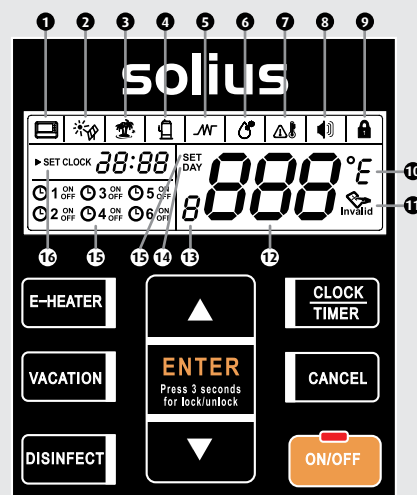 1 2 3 4 5 6 7 8 9
solius
SET CLOCK 88:88 SET DAY 888 °E 10
1 ON OFF 3 ON OFF 5 ON OFF 8 Invalid 11
2 ON OFF 4 ON OFF 6 ON OFF
16 15 15 14 13 12
E-HEATER
CLOCK
TIMER
VACATION
ENTER
Press 3 seconds
for lock/unlock
CANCEL
DISINFECT
ON/OFF